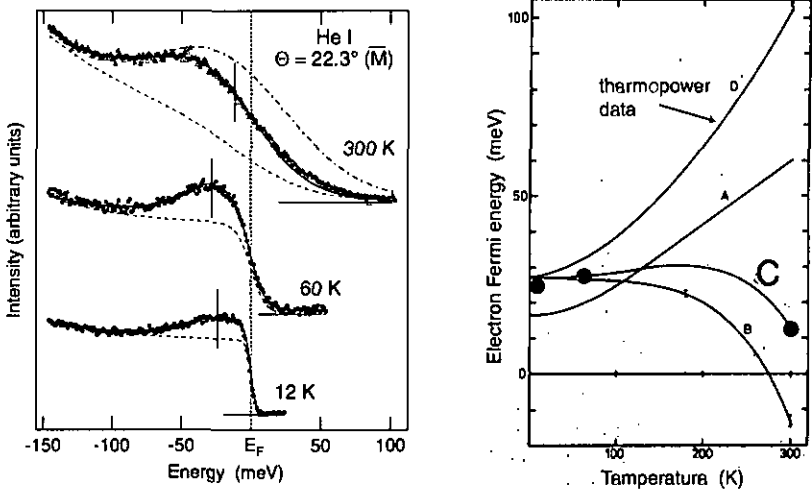 He I
Θ = 22.3° (M̅)
300 K
60 K
12 K
Intensity (arbitrary units)
-150 -100 -50 E_F 50 100
Energy (meV)
100
50
0
D
thermopower
data
A
C
B
Electron Fermi energy (meV)
100 200 300
Tamperatura (K)